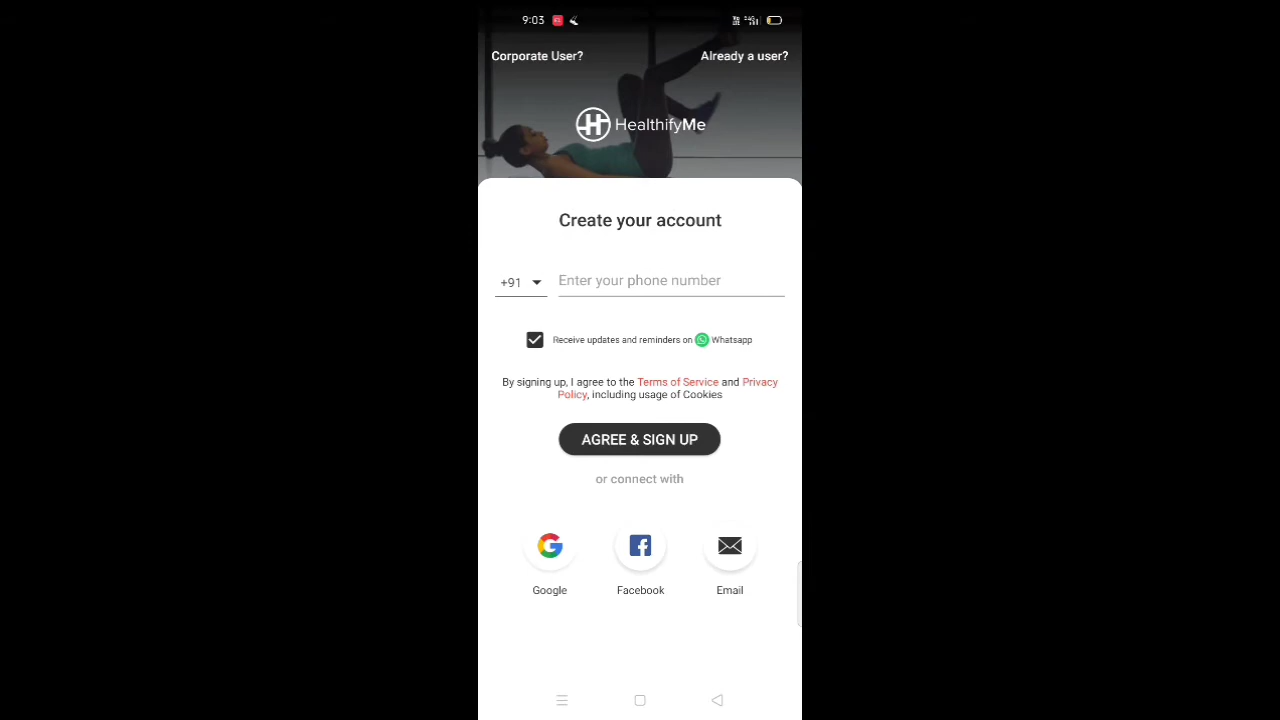 9:03
Corporate User? Already a user?
HealthifyMe
Create your account
+91 Enter your phone number
Receive updates and reminders on Whatsapp
By signing up, I agree to the Terms of Service and Privacy
Policy, including usage of Cookies
AGREE & SIGN UP
or connect with
Google Facebook Email